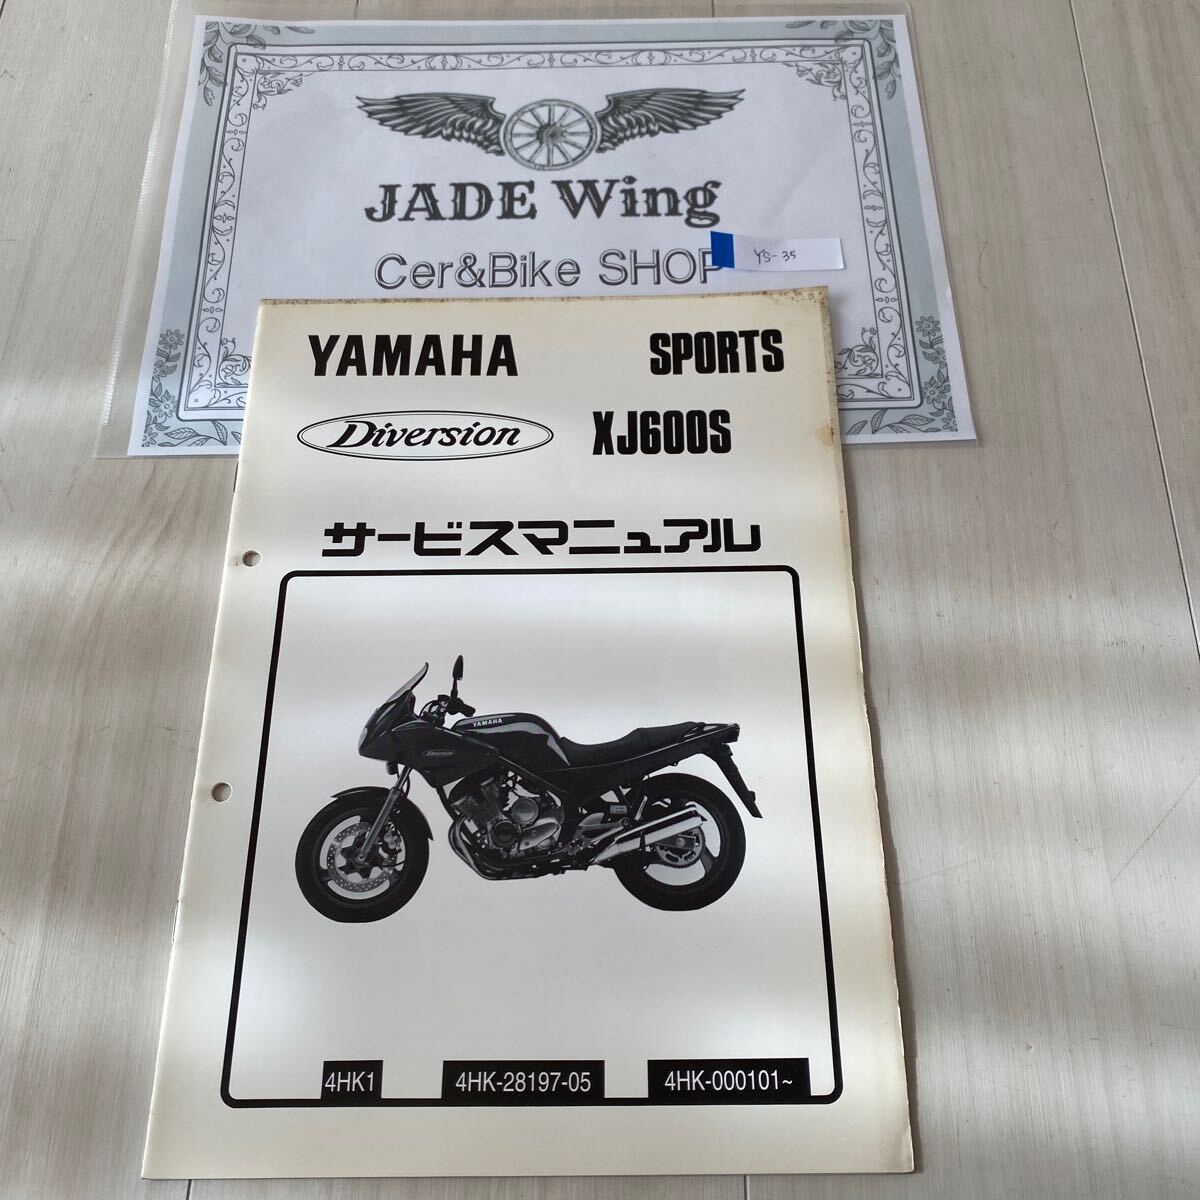 JADE Wing
Cer&Bike SHOP
YS-35
YAMAHA SPORTS
Diversion XJ600S
サービスマニュアル
YAMAHA
Diversion
4HK1 4HK-28197-05 4HK-000101~